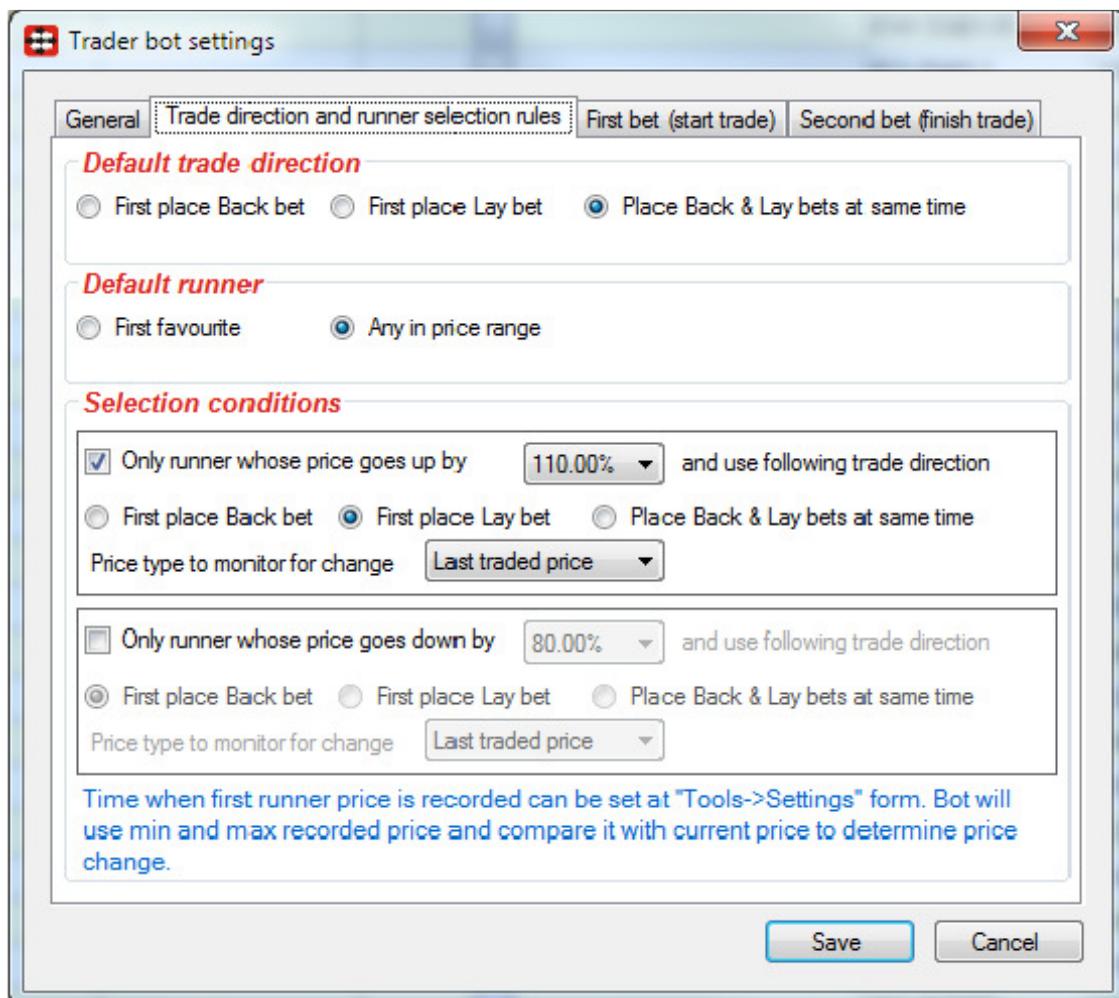 Trader bot settings
General Trade direction and runner selection rules First bet (start trade) Second bet (finish trade)
Default trade direction
First place Back bet First place Lay bet Place Back & Lay bets at same time
Default runner
First favourite Any in price range
Selection conditions
Only runner whose price goes up by 110.00% and use following trade direction
First place Back bet First place Lay bet Place Back & Lay bets at same time
Price type to monitor for change Last traded price
Only runner whose price goes down by 80.00% and use following trade direction
First place Back bet First place Lay bet Place Back & Lay bets at same time
Price type to monitor for change Last traded price
Time when first runner price is recorded can be set at "Tools->Settings" form. Bot will
use min and max recorded price and compare it with current price to determine price
change.
Save Cancel